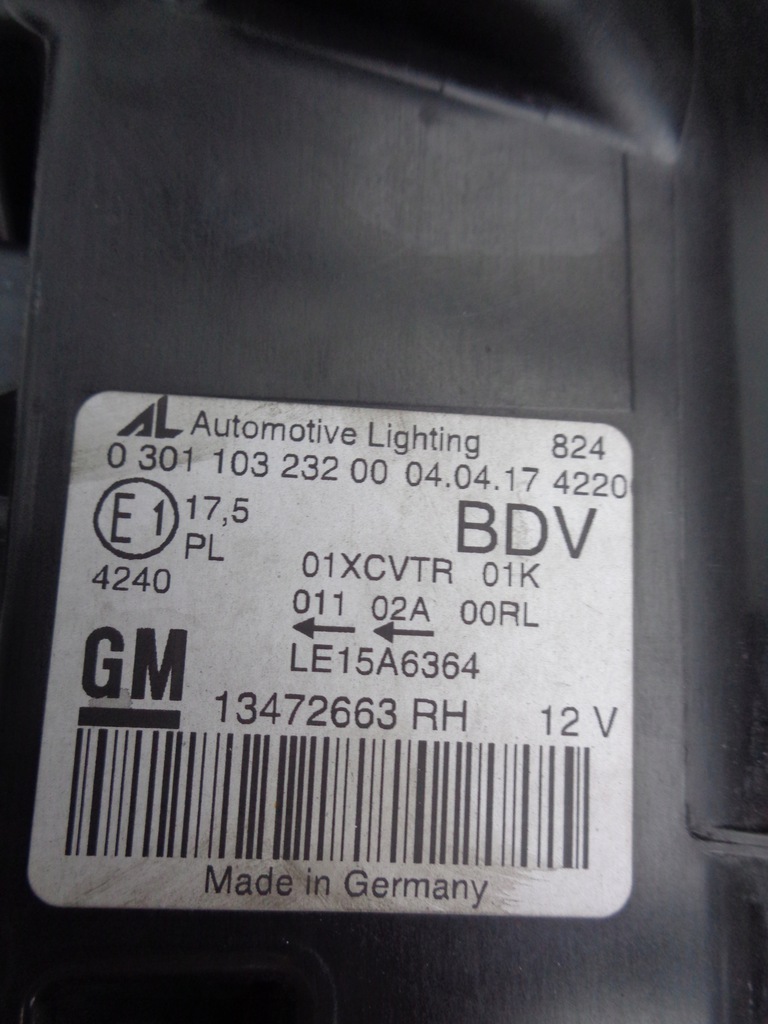 AL Automotive Lighting 824
0 301 103 232 00 04.04.17 4220
E1 17,5 BDV
PL
4240 01XCVTR 01K
011 02A 00RL
LE15A6364
GM
13472663 RH 12 V
Made in Germany